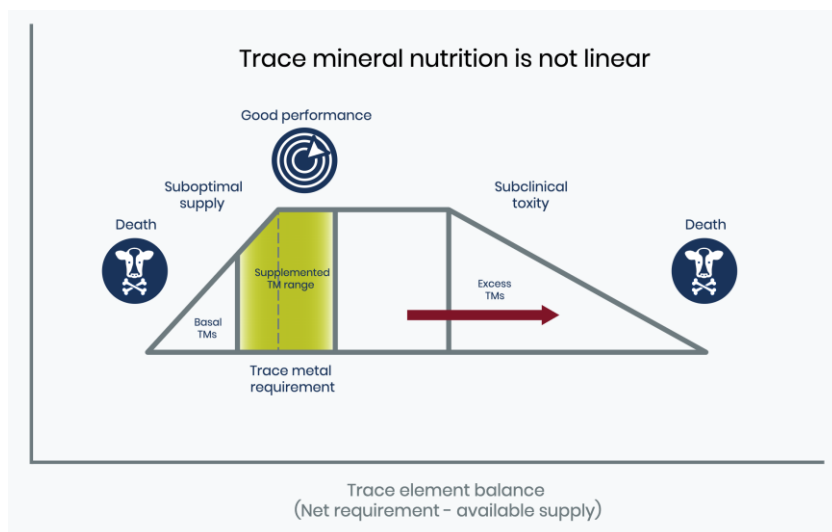 Trace mineral nutrition is not linear
Good performance
Suboptimal
supply
Subclinical
toxity
Death
Death
Supplemented
TM range
Excess
TMs
Basal
TMs
Trace metal
requirement
Trace element balance
(Net requirement - available supply)